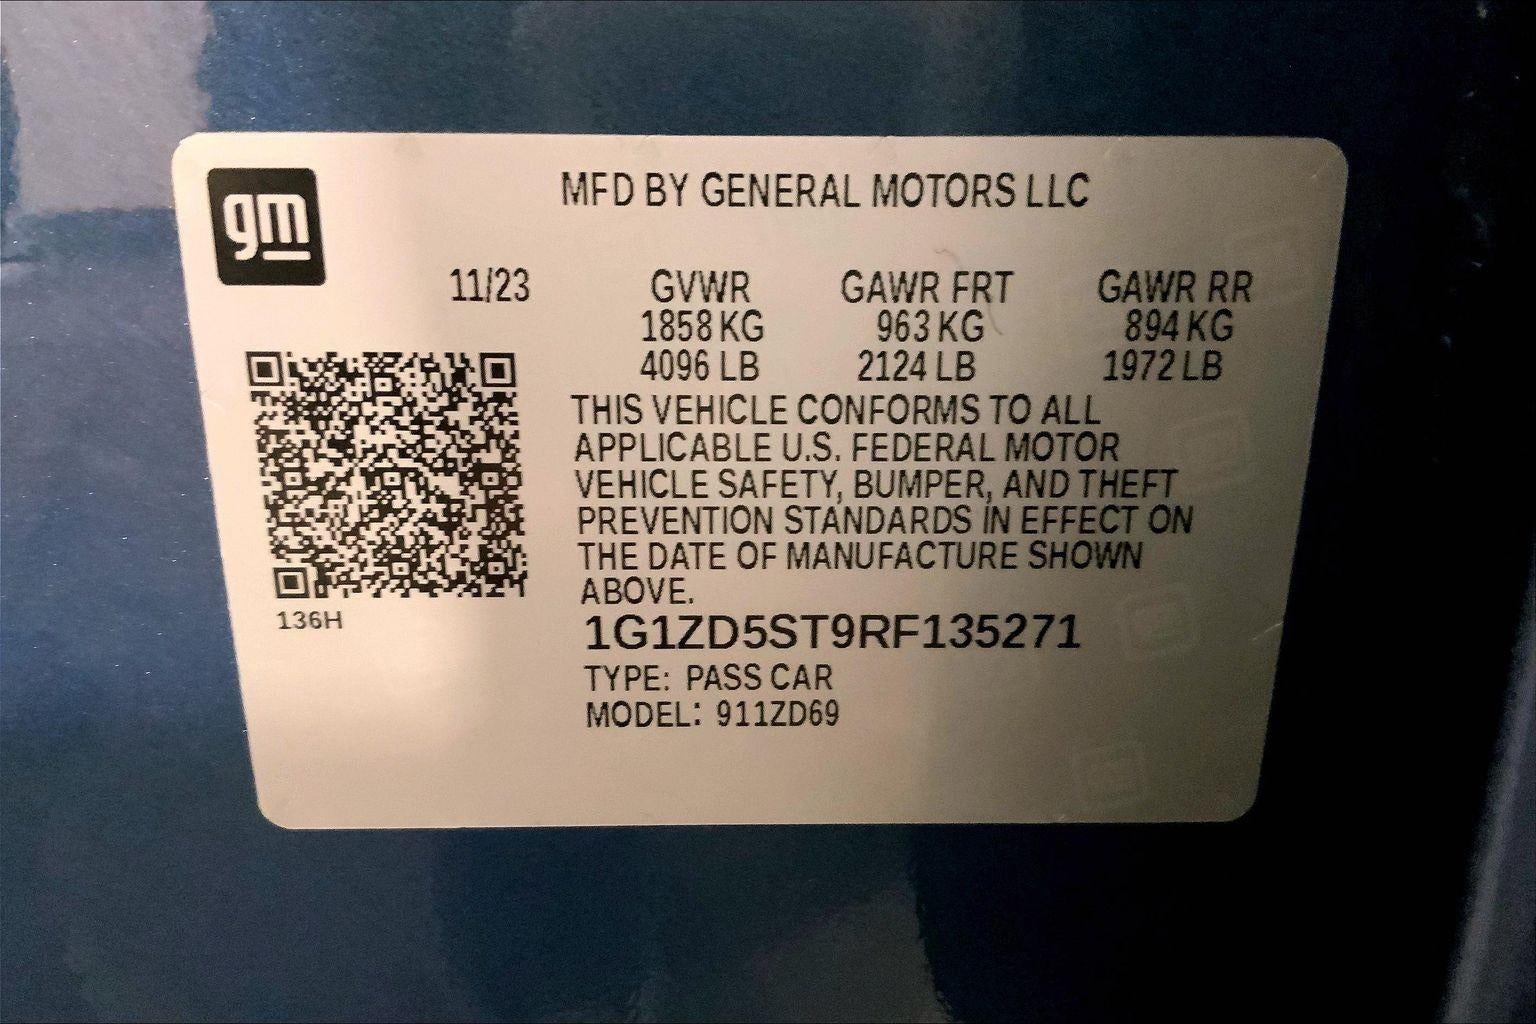 gm
MFD BY GENERAL MOTORS LLC
11/23 GVWR GAWR FRT GAWR RR
1858 KG 963 KG 894 KG
4096 LB 2124 LB 1972 LB
THIS VEHICLE CONFORMS TO ALL
APPLICABLE U.S. FEDERAL MOTOR
VEHICLE SAFETY, BUMPER, AND THEFT
PREVENTION STANDARDS IN EFFECT ON
THE DATE OF MANUFACTURE SHOWN
ABOVE.
136H
1G1ZD5ST9RF135271
TYPE: PASS CAR
MODEL: 911ZD69